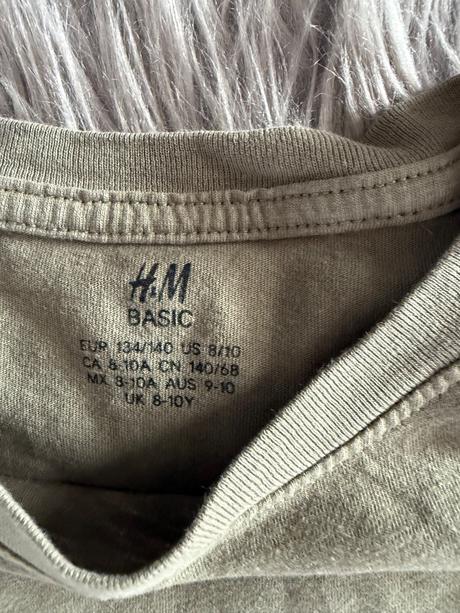 H&M
BASIC
EUR 134/140 US 8/10
CA 8-10A CN 140/68
MX 8-10A AUS 9-10
UK 8-10Y